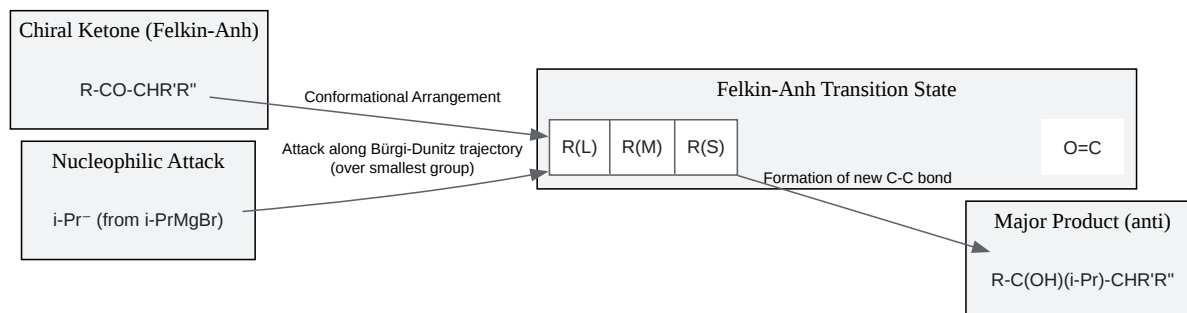 Chiral Ketone (Felkin-Anh)
R-CO-CHR'R"
Conformational Arrangement
Nucleophilic Attack
i-Pr⁻ (from i-PrMgBr)
Attack along Bürgi-Dunitz trajectory
(over smallest group)
Felkin-Anh Transition State
R(L) R(M) R(S) O=C
Formation of new C-C bond
Major Product (anti)
R-C(OH)(i-Pr)-CHR'R"